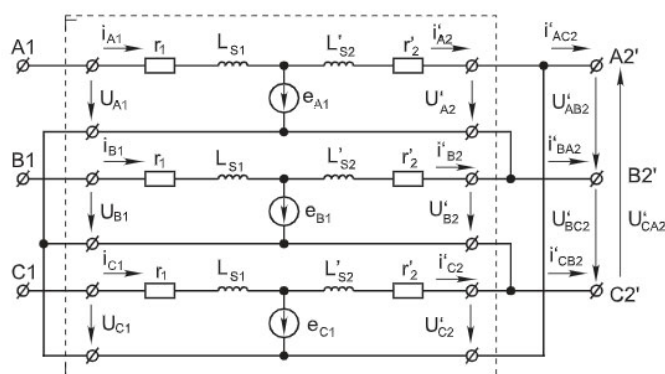 i_A1 i'_A2 i'_AC2
A1 r_1 L_S1 L'_S2 r'_2 A2'
U_A1 e_A1 U'_A2 U'_AB2
i_B1 i'_B2 i'_BA2
B1 r_1 L_S1 L'_S2 r'_2 B2'
U_B1 e_B1 U'_B2 U'_BC2 U'_CA2
i_C1 i'_C2 i'_CB2
C1 r_1 L_S1 L'_S2 r'_2 C2'
U_C1 e_C1 U'_C2